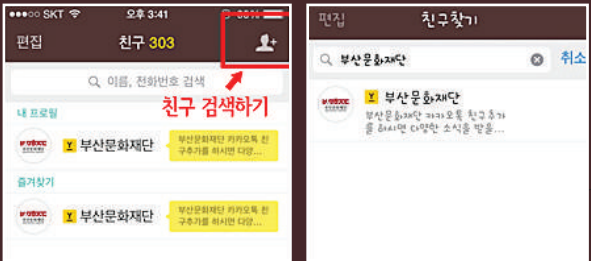 SKT 오후 3:41
편집 친구 303
이름, 전화번호 검색
친구 검색하기
내 프로필
부산문화재단
부산문화재단 카카오톡 친
구추가를 하시면 다양...
즐겨찾기
부산문화재단
부산문화재단 카카오톡 친
구추가를 하시면 다양...
편집 친구찾기
부산문화재단 취소
부산문화재단
부산문화재단 카카오톡 친구추가
를 하시면 다양한 소식을 받을...